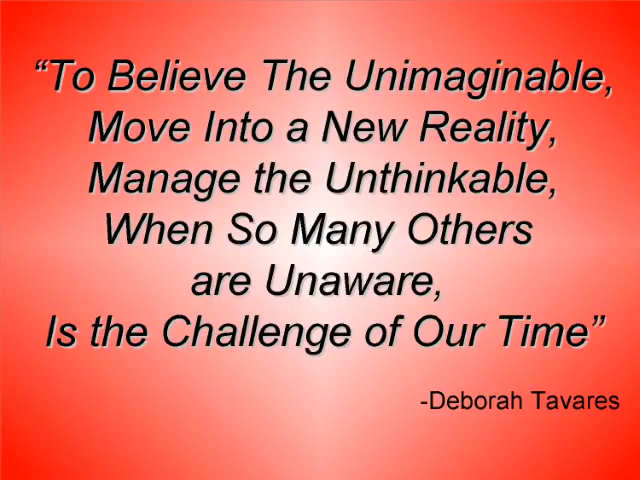 “To Believe The Unimaginable,
Move Into a New Reality,
Manage the Unthinkable,
When So Many Others
are Unaware,
Is the Challenge of Our Time”
-Deborah Tavares